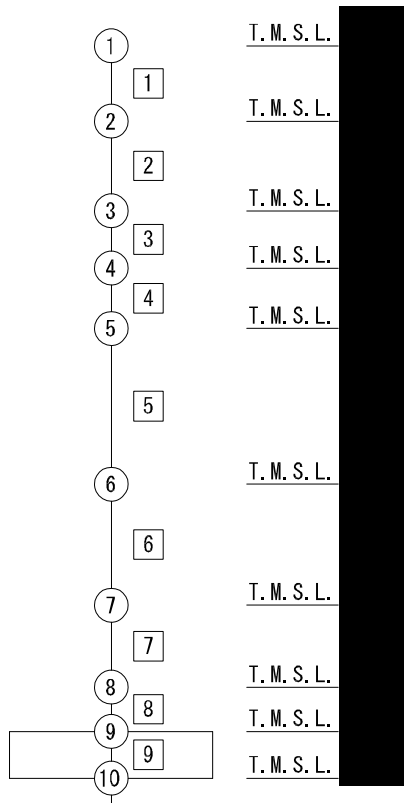 ① T.M.S.L.
1
② T.M.S.L.
2
③ T.M.S.L.
3
④ T.M.S.L.
4
⑤ T.M.S.L.
5
⑥ T.M.S.L.
6
⑦ T.M.S.L.
7
⑧ T.M.S.L.
8
⑨ T.M.S.L.
9
⑩ T.M.S.L.